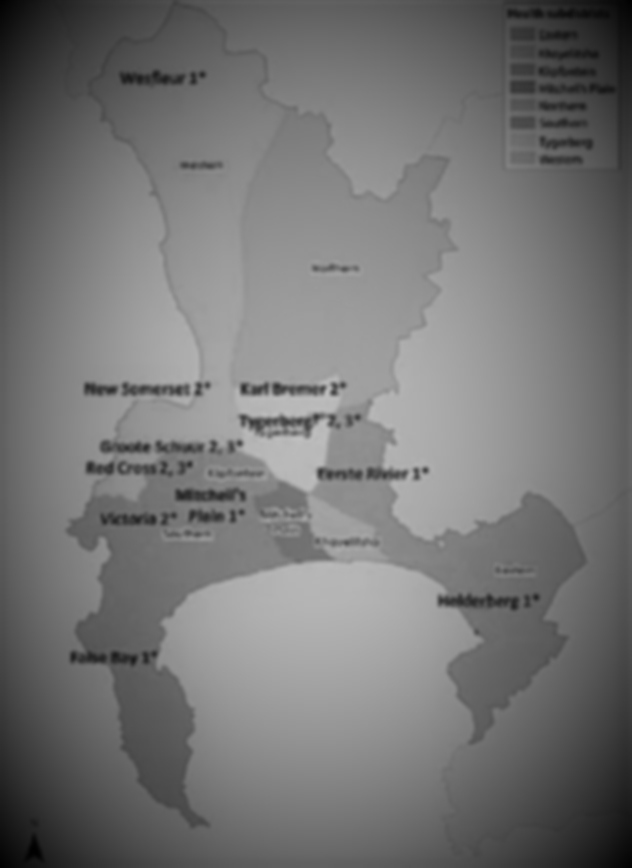 Health subdistricts
Eastern
Khayelitsha
Klipfontein
Mitchell's Plain
Northern
Southern
Tygerberg
Western
Wesfleur 1°
Western
Northern
New Somerset 2° Karl Bremer 2°
Tygerberg 2, 3°
Tygerberg
Groote Schuur 2, 3°
Red Cross 2, 3° Klipfontein Eerste Rivier 1°
Mitchell's
Victoria 2° Plain 1° Mitchell's
Plain
Southern
Khayelitsha
Eastern
Helderberg 1°
False Bay 1°